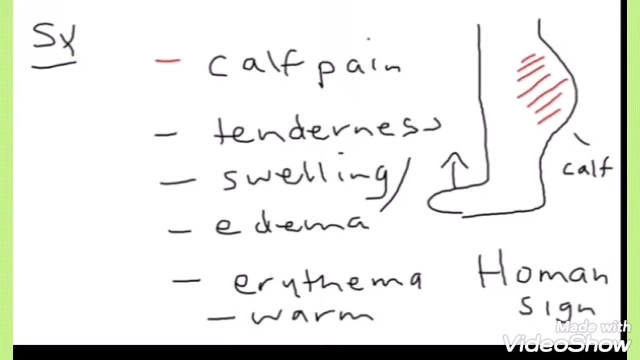 Sx
- calf pain
- tenderness
- swelling/
- edema
- erythema
- warm
calf
Homan
sign
Made with
VideoShow